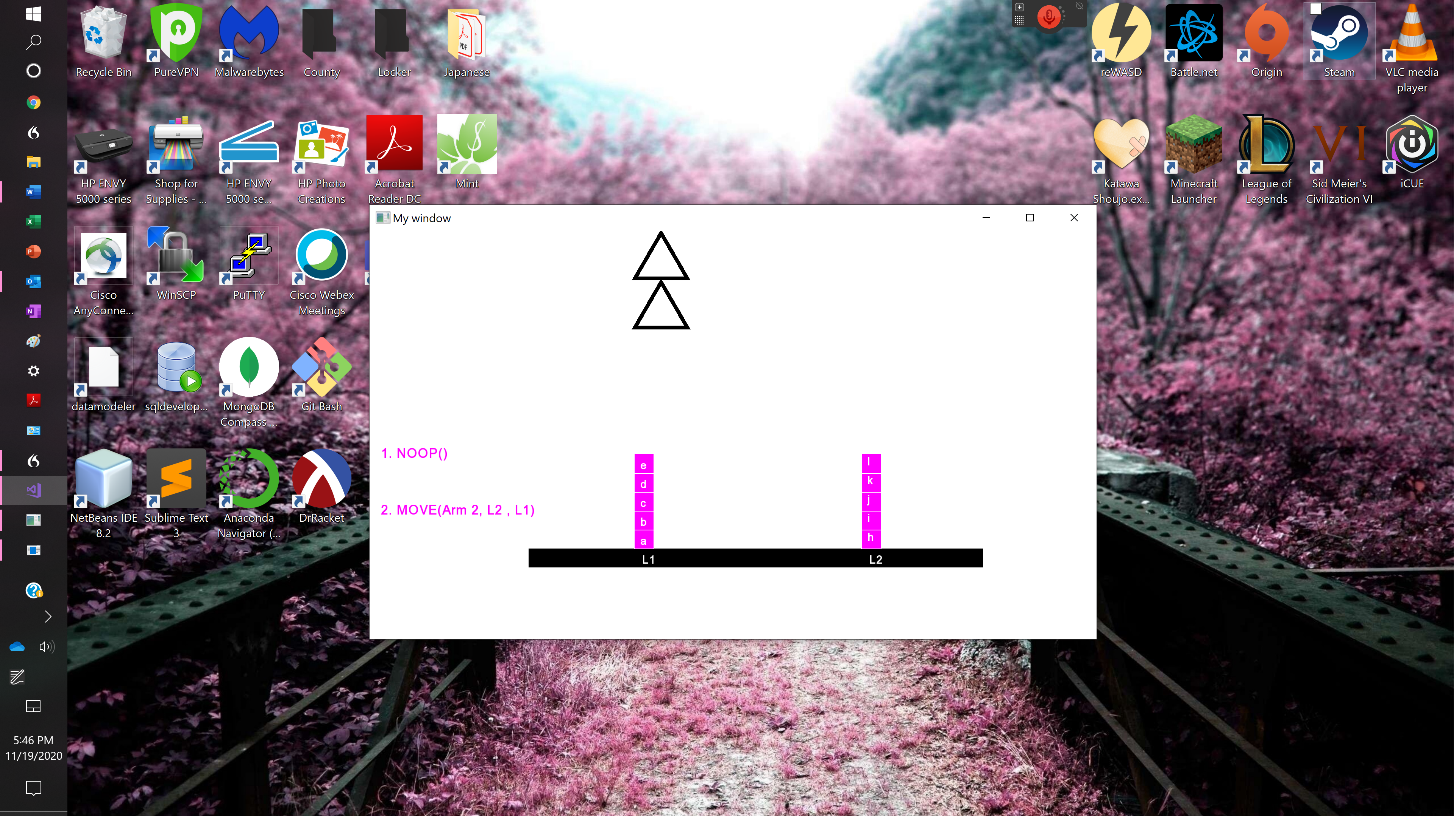 Recycle Bin
PureVPN
Malwarebytes
County
Locker
Japanese
reWASD
Battle.net
Origin
Steam
VLC media
player
HP ENVY
5000 series
Shop for
Supplies - ...
HP ENVY
5000 se...
HP Photo
Creations
Acrobat
Reader DC
Mint
Katawa
Shoujo.ex...
Minecraft
Launcher
League of
Legends
VI
Sid Meier's
Civilization VI
iCUE
Cisco
AnyConne...
WinSCP
PuTTY
Cisco Webex
Meetings
datamodeler
sqldevelop...
MongoDB
Compass...
Git Bash
NetBeans IDE
8.2
Sublime Text
3
Anaconda
Navigator (...
DrRacket
My window
1. NOOP()
2. MOVE(Arm 2, L2 , L1)
e
d
c
b
a
L1
l
k
j
i
h
L2
5:46 PM
11/19/2020